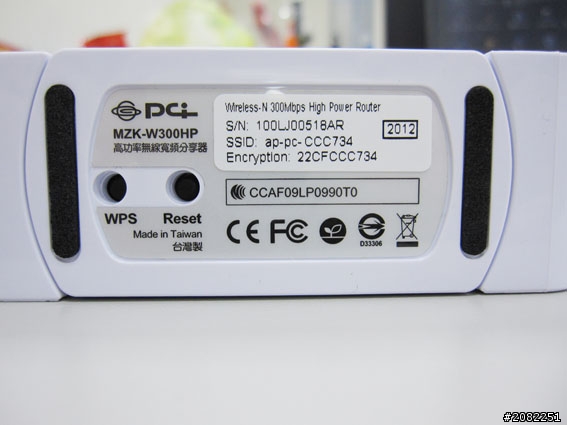 PCi
MZK-W300HP
高功率無線寬頻分享器
WPS Reset
Made in Taiwan
台灣製
Wireless-N 300Mbps High Power Router
S/N: 100LJ00518AR
2012
SSID: ap-pc-CCC734
Encryption: 22CFCCC734
CCAF09LP0990T0
CE FC
D33306
#2082251